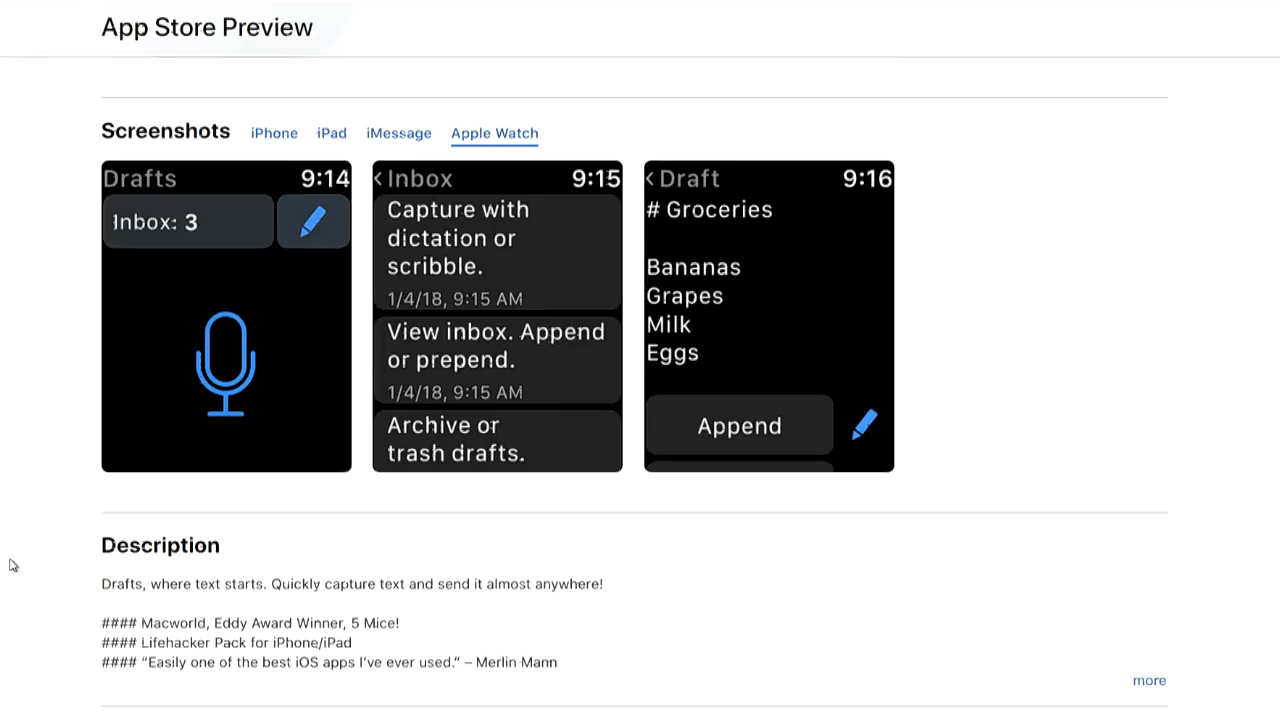 App Store Preview
Screenshots iPhone iPad iMessage Apple Watch
Drafts 9:14
Inbox: 3
< Inbox 9:15
Capture with
dictation or
scribble.
1/4/18, 9:15 AM
View inbox. Append
or prepend.
1/4/18, 9:15 AM
Archive or
trash drafts.
< Draft 9:16
# Groceries
Bananas
Grapes
Milk
Eggs
Append
Description
Drafts, where text starts. Quickly capture text and send it almost anywhere!
#### Macworld, Eddy Award Winner, 5 Mice!
#### Lifehacker Pack for iPhone/iPad
#### “Easily one of the best iOS apps I’ve ever used.” – Merlin Mann
more